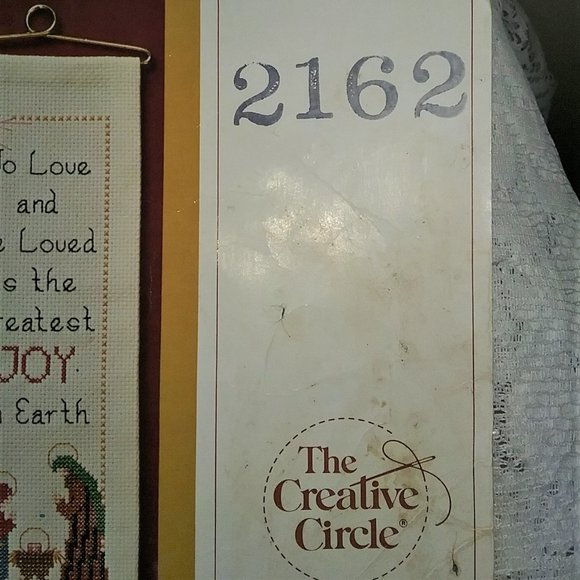 2162
o Love
and
e Loved
s the
reatest
JOY
Earth
The
Creative
Circle®